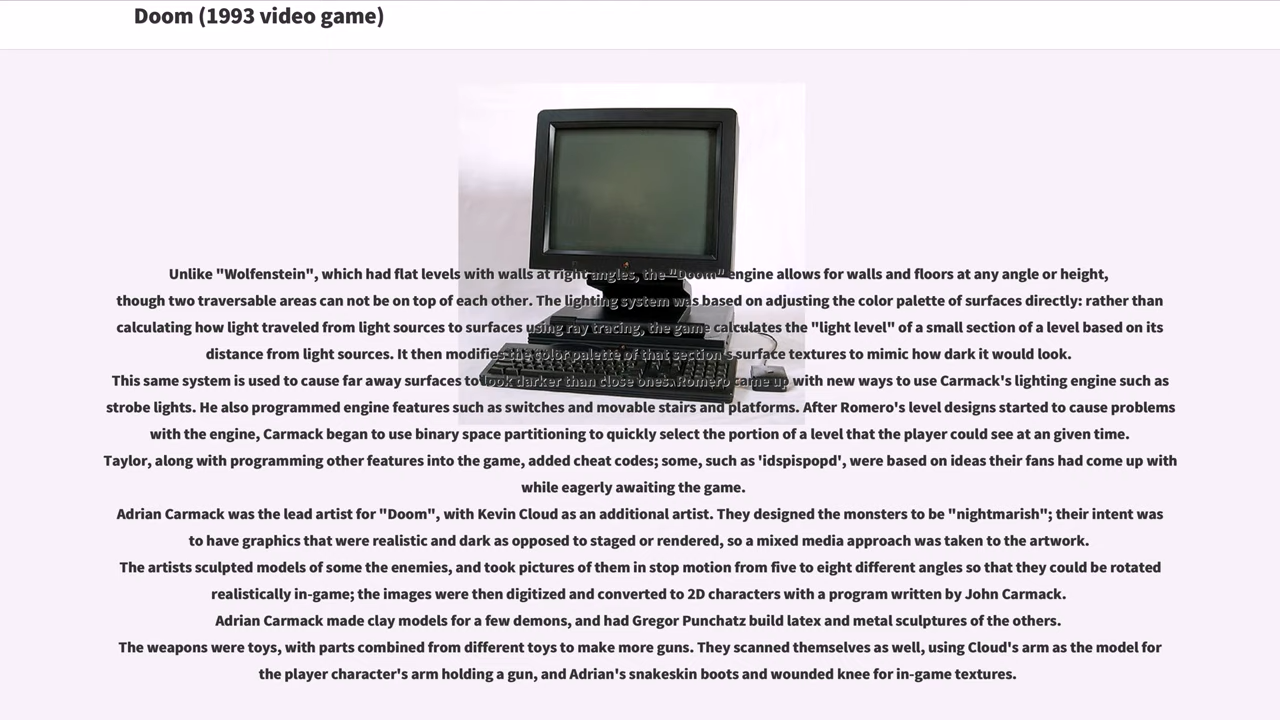 Doom (1993 video game)
Unlike "Wolfenstein", which had flat levels with walls at right angles, the "Doom" engine allows for walls and floors at any angle or height,
though two traversable areas can not be on top of each other. The lighting system was based on adjusting the color palette of surfaces directly: rather than
calculating how light traveled from light sources to surfaces using ray tracing, the game calculates the "light level" of a small section of a level based on its
distance from light sources. It then modifies the color palette of that section's surface textures to mimic how dark it would look.
This same system is used to cause far away surfaces to look darker than close ones. Romero came up with new ways to use Carmack's lighting engine such as
strobe lights. He also programmed engine features such as switches and movable stairs and platforms. After Romero's level designs started to cause problems
with the engine, Carmack began to use binary space partitioning to quickly select the portion of a level that the player could see at an given time.
Taylor, along with programming other features into the game, added cheat codes; some, such as 'idspispopd', were based on ideas their fans had come up with
while eagerly awaiting the game.
Adrian Carmack was the lead artist for "Doom", with Kevin Cloud as an additional artist. They designed the monsters to be "nightmarish"; their intent was
to have graphics that were realistic and dark as opposed to staged or rendered, so a mixed media approach was taken to the artwork.
The artists sculpted models of some the enemies, and took pictures of them in stop motion from five to eight different angles so that they could be rotated
realistically in-game; the images were then digitized and converted to 2D characters with a program written by John Carmack.
Adrian Carmack made clay models for a few demons, and had Gregor Punchatz build latex and metal sculptures of the others.
The weapons were toys, with parts combined from different toys to make more guns. They scanned themselves as well, using Cloud's arm as the model for
the player character's arm holding a gun, and Adrian's snakeskin boots and wounded knee for in-game textures.